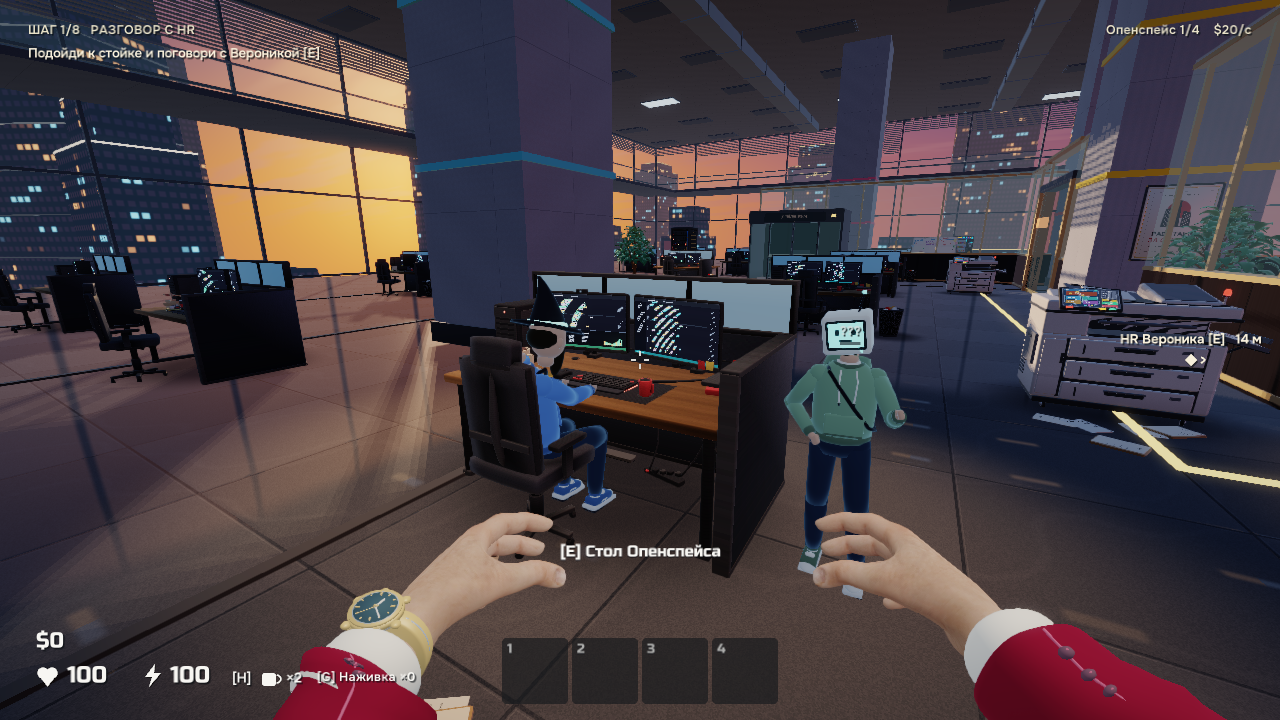 ШАГ 1/8 РАЗГОВОР С HR
Подойди к стойке и поговори с Вероникой [E]
Опенспейс 1/4 $20/с
???
HR Вероника [E] 14 м
[E] Стол Опенспейса
$0
100 100 [H] ×2 [G] Наживка ×0
1 2 3 4